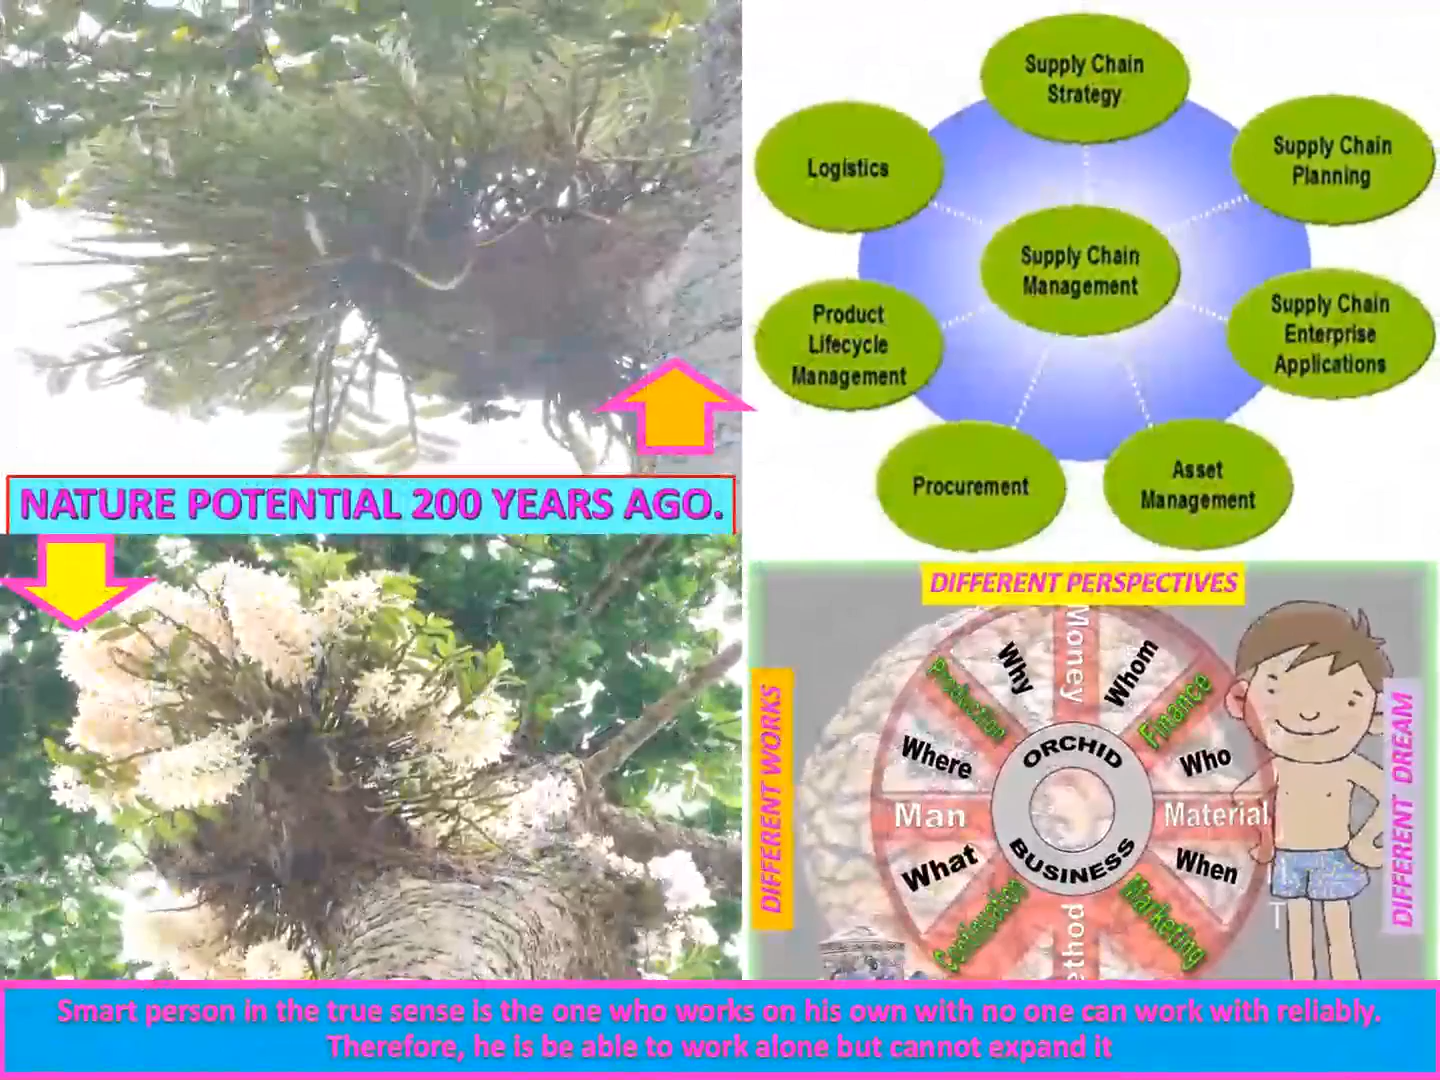 Supply Chain
Strategy
Logistics
Supply Chain
Planning
Supply Chain
Management
Product
Lifecycle
Management
Supply Chain
Enterprise
Applications
Procurement
Asset
Management
NATURE POTENTIAL 200 YEARS AGO.
DIFFERENT PERSPECTIVES
DIFFERENT WORKS
DIFFERENT DREAM
Money
Why
Whom
Production
Finance
Where
Who
ORCHID
BUSINESS
Man
Material
What
When
Marketing
ethod
T
Smart person in the true sense is the one who works on his own with no one can work with reliably.
Therefore, he is be able to work alone but cannot expand it